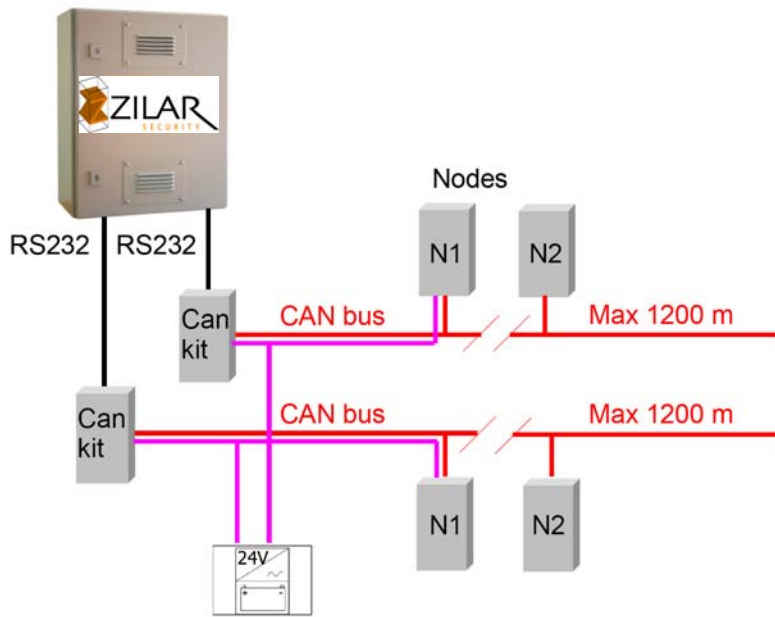 ZILAR
SECURITY
RS232
RS232
Nodes
N1
N2
Can
kit
CAN bus
Max 1200 m
Can
kit
CAN bus
Max 1200 m
N1
N2
24V
+ -